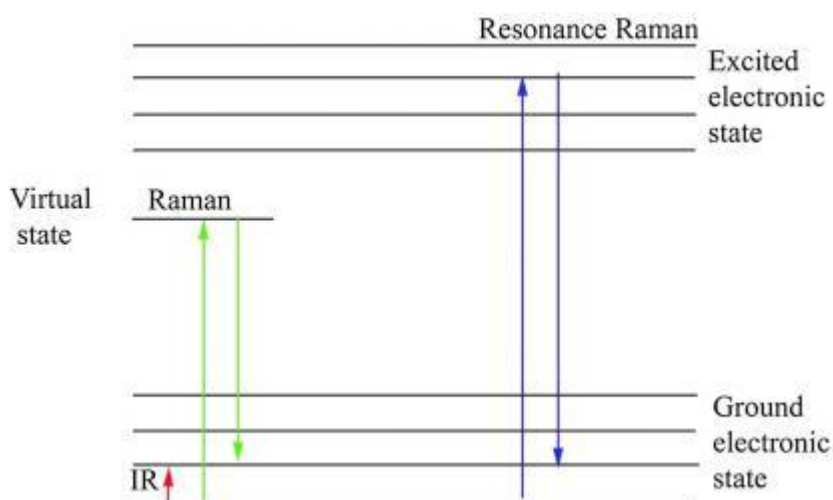 Resonance Raman
Excited
electronic
state
Virtual
state
Raman
Ground
electronic
state
IR